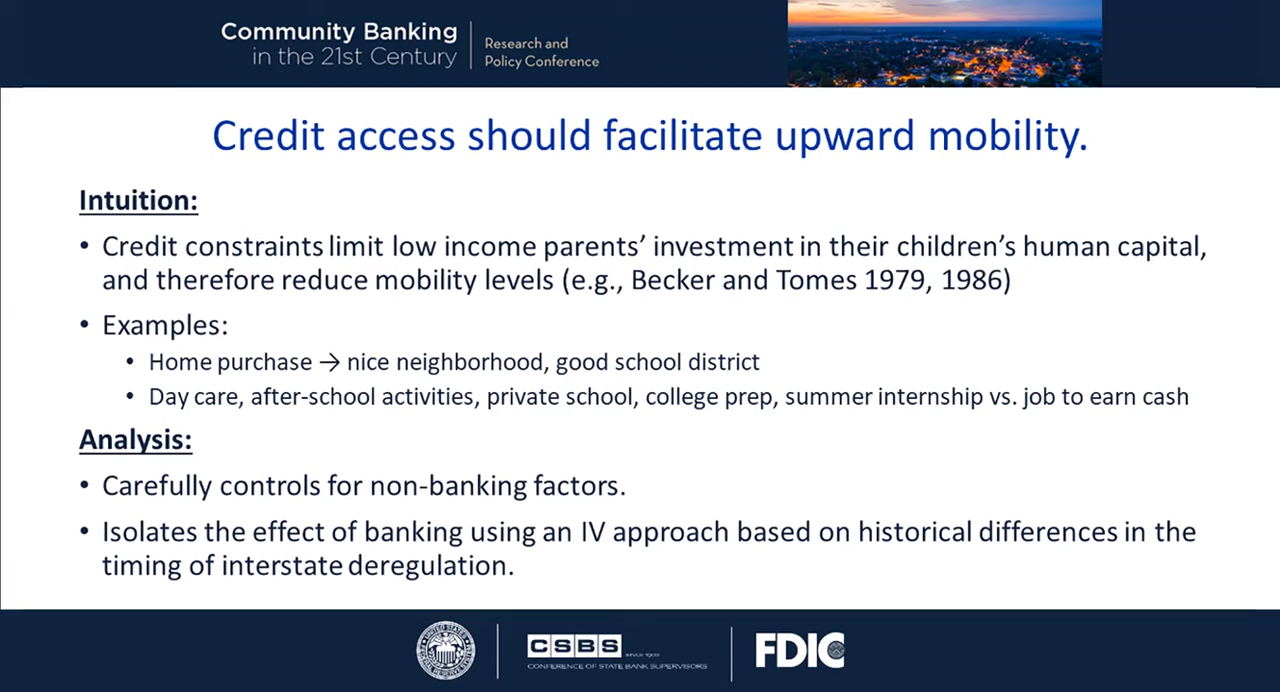 Community Banking
in the 21st Century
Research and
Policy Conference
Credit access should facilitate upward mobility.
Intuition:
• Credit constraints limit low income parents’ investment in their children’s human capital,
and therefore reduce mobility levels (e.g., Becker and Tomes 1979, 1986)
• Examples:
• Home purchase → nice neighborhood, good school district
• Day care, after-school activities, private school, college prep, summer internship vs. job to earn cash
Analysis:
• Carefully controls for non-banking factors.
• Isolates the effect of banking using an IV approach based on historical differences in the
timing of interstate deregulation.
CSBS
CONFERENCE OF STATE BANK SUPERVISORS
FDIC